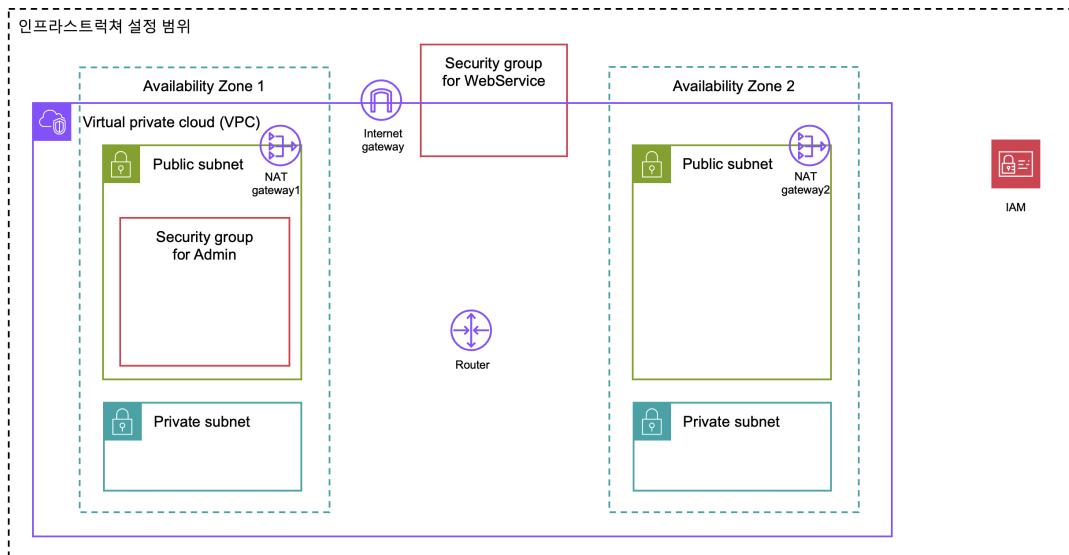 인프라스트럭쳐 설정 범위
Availability Zone 1
Security group
for WebService
Availability Zone 2
Virtual private cloud (VPC)
Internet
gateway
Public subnet
NAT
gateway1
Public subnet
NAT
gateway2
IAM
Security group
for Admin
Router
Private subnet
Private subnet